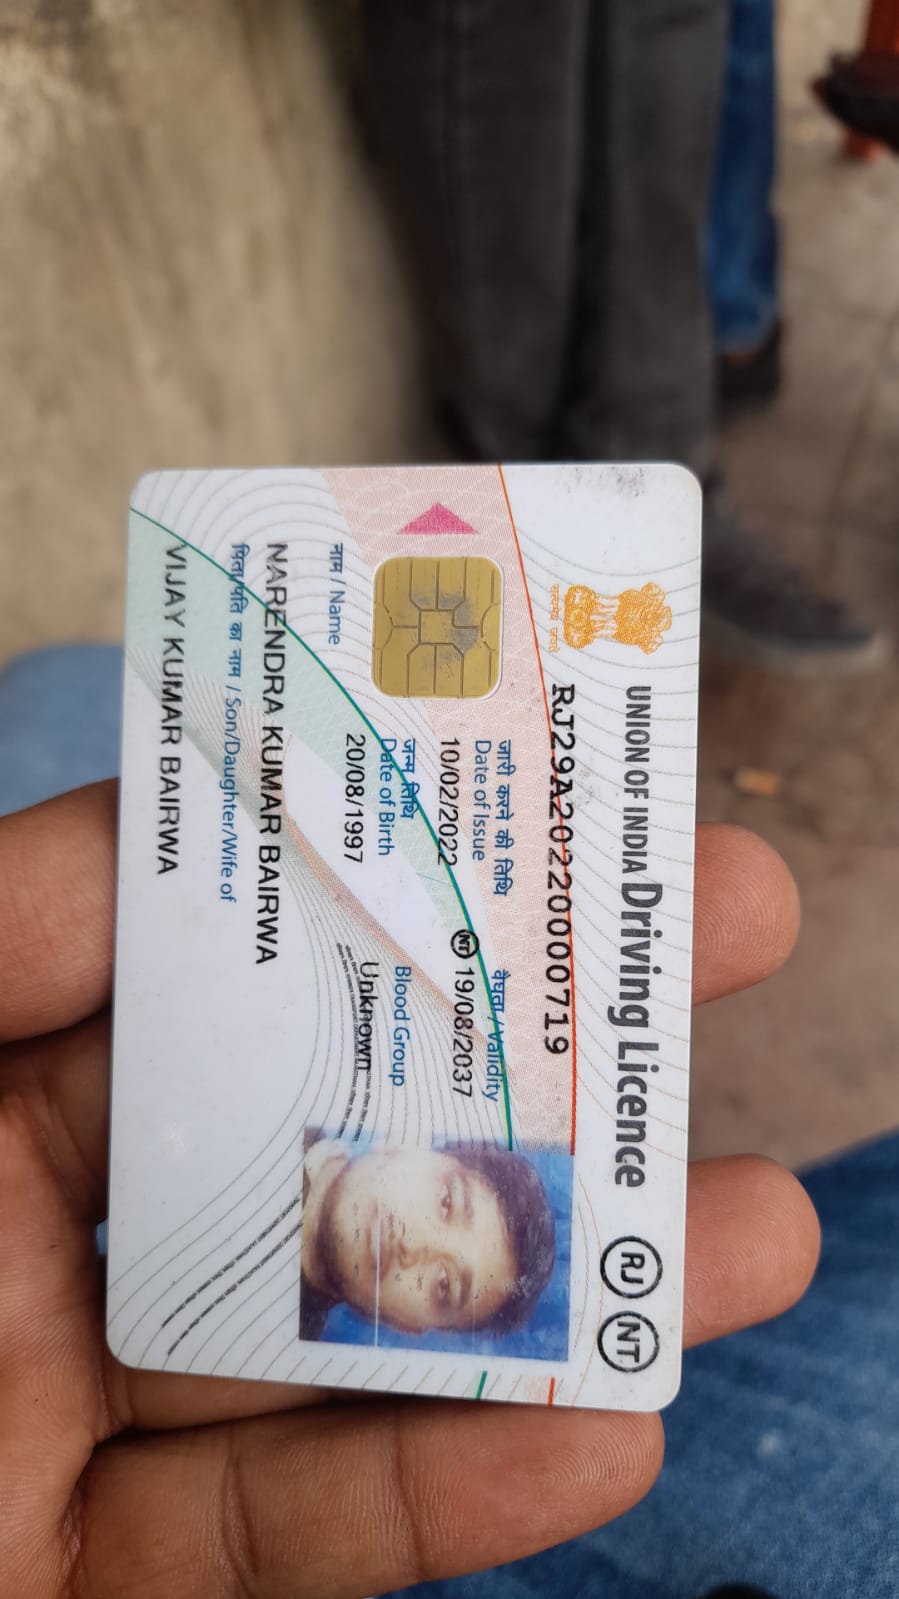 UNION OF INDIA Driving Licence RJ NT
सत्यमेव जयते
RJ29A20220000719
जारी करने की तिथि
Date of Issue
10/02/2022
वैधता / Validity
NT 19/08/2037
जन्म तिथि
Date of Birth
20/08/1997
Blood Group
Unknown
नाम / Name
NARENDRA KUMAR BAIRWA
पिता/पति का नाम / Son/Daughter/Wife of
VIJAY KUMAR BAIRWA